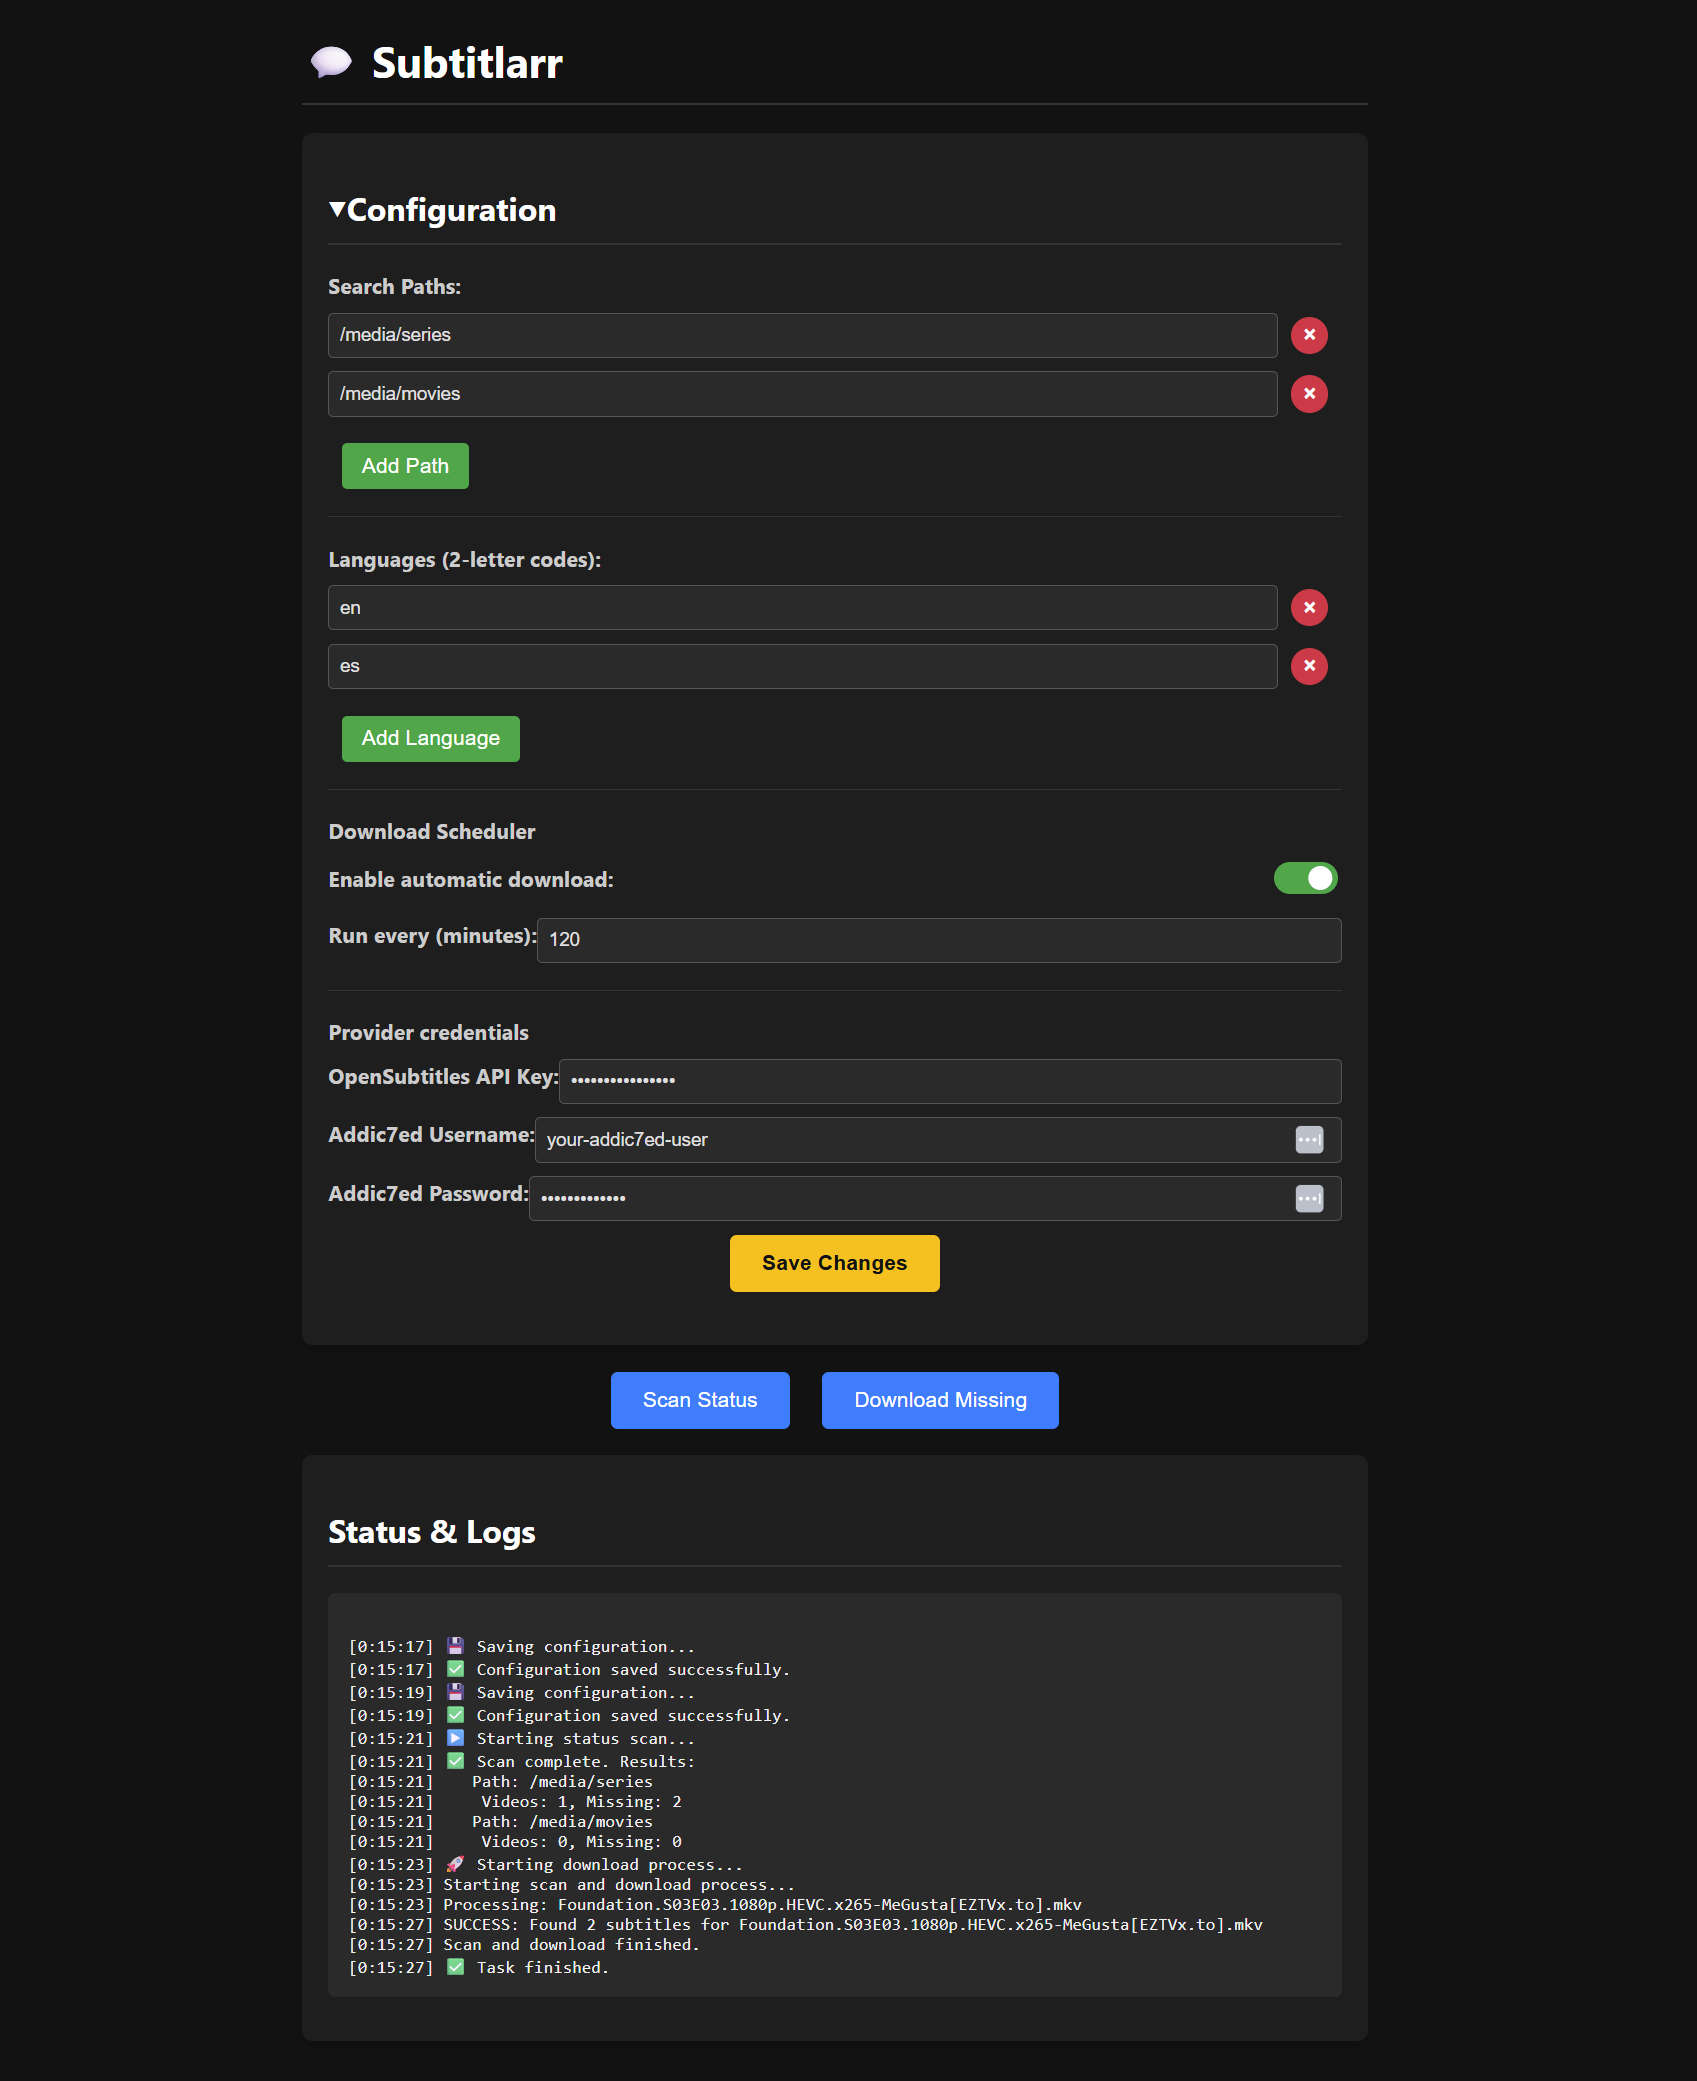 Subtitlarr
▼Configuration
Search Paths:
/media/series
/media/movies
Add Path
Languages (2-letter codes):
en
es
Add Language
Download Scheduler
Enable automatic download:
Run every (minutes): 120
Provider credentials
OpenSubtitles API Key: ••••••••••••••••
Addic7ed Username: your-addic7ed-user
Addic7ed Password: •••••••••••••
Save Changes
Scan Status Download Missing
Status & Logs
[0:15:17] 💾 Saving configuration...
[0:15:17] ✅ Configuration saved successfully.
[0:15:19] 💾 Saving configuration...
[0:15:19] ✅ Configuration saved successfully.
[0:15:21] ▶️ Starting status scan...
[0:15:21] ✅ Scan complete. Results:
[0:15:21]    Path: /media/series
[0:15:21]     Videos: 1, Missing: 2
[0:15:21]    Path: /media/movies
[0:15:21]     Videos: 0, Missing: 0
[0:15:23] 🚀 Starting download process...
[0:15:23] Starting scan and download process...
[0:15:23] Processing: Foundation.S03E03.1080p.HEVC.x265-MeGusta[EZTVx.to].mkv
[0:15:27] SUCCESS: Found 2 subtitles for Foundation.S03E03.1080p.HEVC.x265-MeGusta[EZTVx.to].mkv
[0:15:27] Scan and download finished.
[0:15:27] ✅ Task finished.